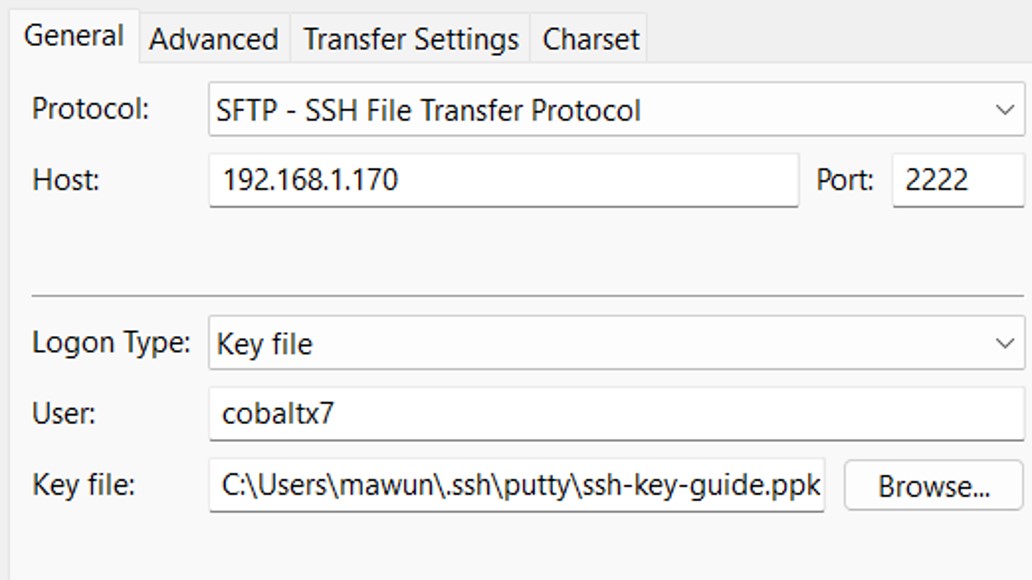 General Advanced Transfer Settings Charset
Protocol: SFTP - SSH File Transfer Protocol
Host: 192.168.1.170 Port: 2222
Logon Type: Key file
User: cobaltx7
Key file: C:\Users\mawun\.ssh\putty\ssh-key-guide.ppk Browse...